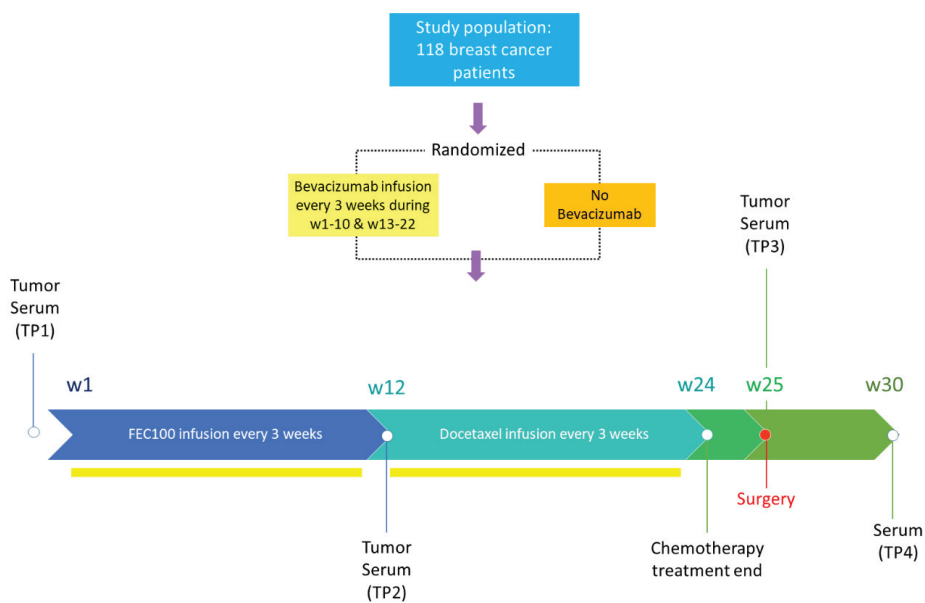 Study population:
118 breast cancer
patients
Randomized
Bevacizumab infusion
every 3 weeks during
w1-10 & w13-22
No
Bevacizumab
Tumor
Serum
(TP3)
Tumor
Serum
(TP1)
w1
w12
w24
w25
w30
FEC100 infusion every 3 weeks
Docetaxel infusion every 3 weeks
Surgery
Tumor
Serum
(TP2)
Chemotherapy
treatment end
Serum
(TP4)